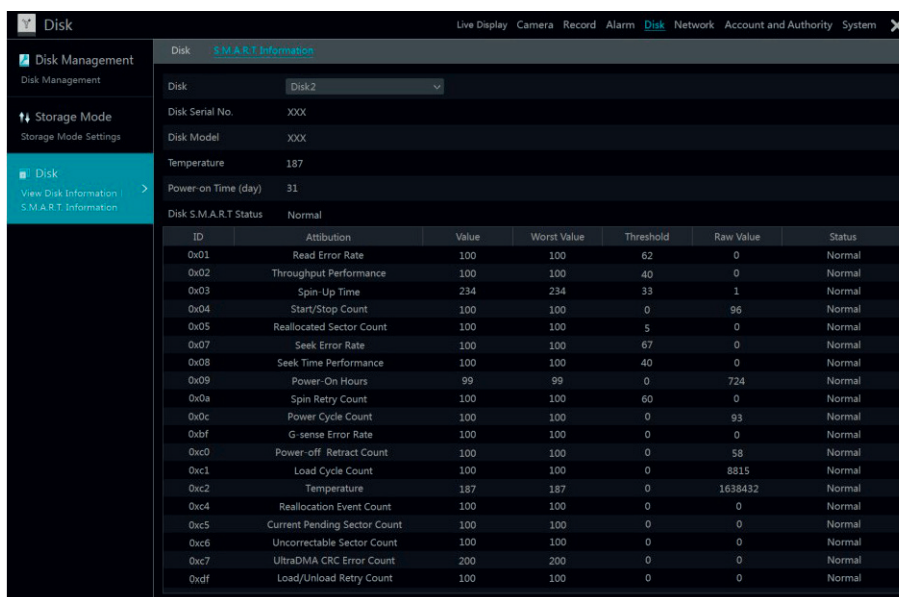 Disk
Live Display Camera Record Alarm Disk Network Account and Authority System
Disk Management
Disk Management
Storage Mode
Storage Mode Settings
Disk
View Disk Information |
S.M.A.R.T. Information
Disk S.M.A.R.T Information
Disk Disk2
Disk Serial No. XXX
Disk Model XXX
Temperature 187
Power-on Time (day) 31
Disk S.M.A.R.T Status Normal
ID Attibution Value Worst Value Threshold Raw Value Status
0x01 Read Error Rate 100 100 62 0 Normal
0x02 Throughput Performance 100 100 40 0 Normal
0x03 Spin-Up Time 234 234 33 1 Normal
0x04 Start/Stop Count 100 100 0 96 Normal
0x05 Reallocated Sector Count 100 100 5 0 Normal
0x07 Seek Error Rate 100 100 67 0 Normal
0x08 Seek Time Performance 100 100 40 0 Normal
0x09 Power-On Hours 99 99 0 724 Normal
0x0a Spin Retry Count 100 100 60 0 Normal
0x0c Power Cycle Count 100 100 0 93 Normal
0xbf G-sense Error Rate 100 100 0 0 Normal
0xc0 Power-off Retract Count 100 100 0 58 Normal
0xc1 Load Cycle Count 100 100 0 8815 Normal
0xc2 Temperature 187 187 0 1638432 Normal
0xc4 Reallocation Event Count 100 100 0 0 Normal
0xc5 Current Pending Sector Count 100 100 0 0 Normal
0xc6 Uncorrectable Sector Count 100 100 0 0 Normal
0xc7 UltraDMA CRC Error Count 200 200 0 0 Normal
0xdf Load/Unload Retry Count 100 100 0 0 Normal